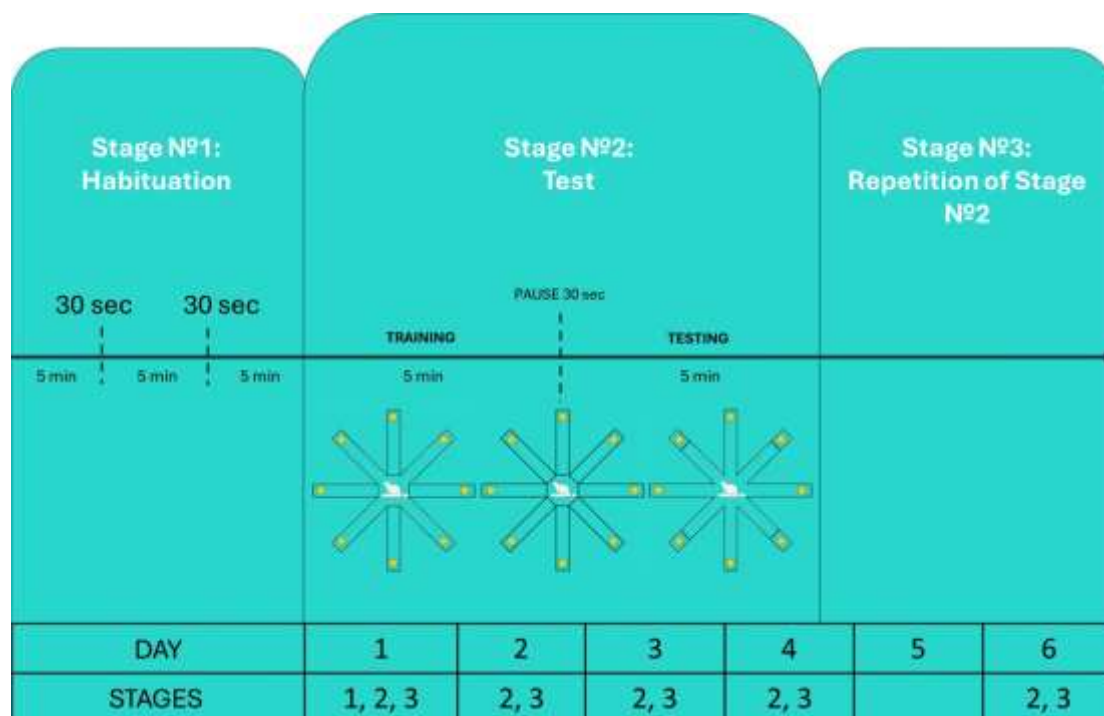 Stage №1:
Habituation
Stage №2:
Test
Stage №3:
Repetition of Stage
№2
30 sec
30 sec
PAUSE 30 sec
TRAINING
TESTING
5 min
5 min
5 min
5 min
5 min
DAY 1 2 3 4 5 6
STAGES 1, 2, 3 2, 3 2, 3 2, 3 2, 3